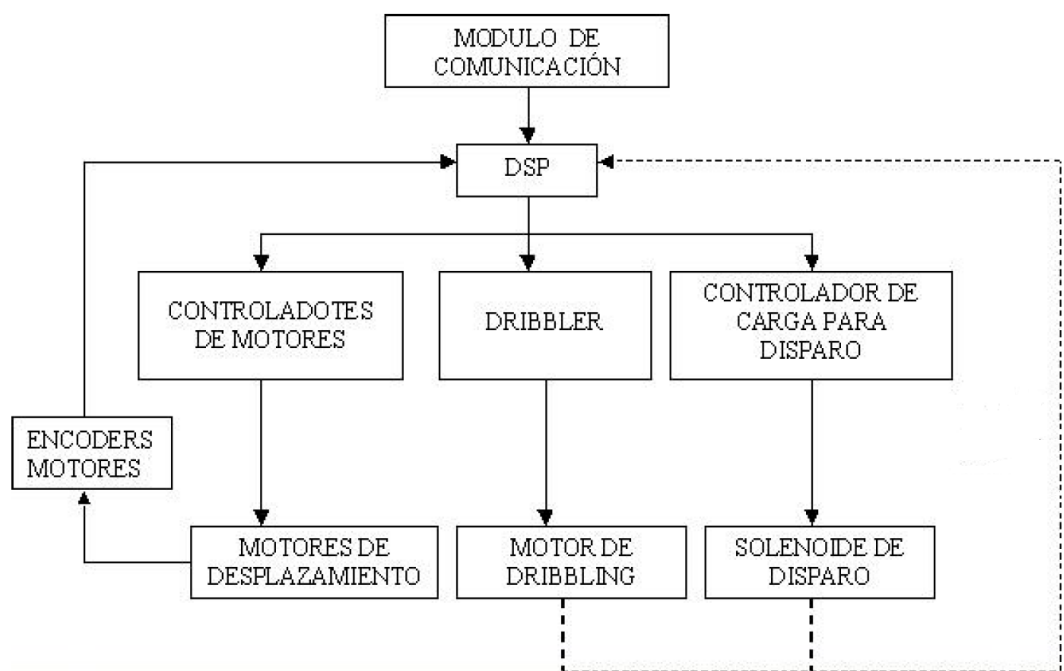 MODULO DE
COMUNICACIÓN
DSP
CONTROLADOTES
DE MOTORES
DRIBBLER
CONTROLADOR DE
CARGA PARA
DISPARO
ENCODERS
MOTORES
MOTORES DE
DESPLAZAMIENTO
MOTOR DE
DRIBBLING
SOLENOIDE DE
DISPARO